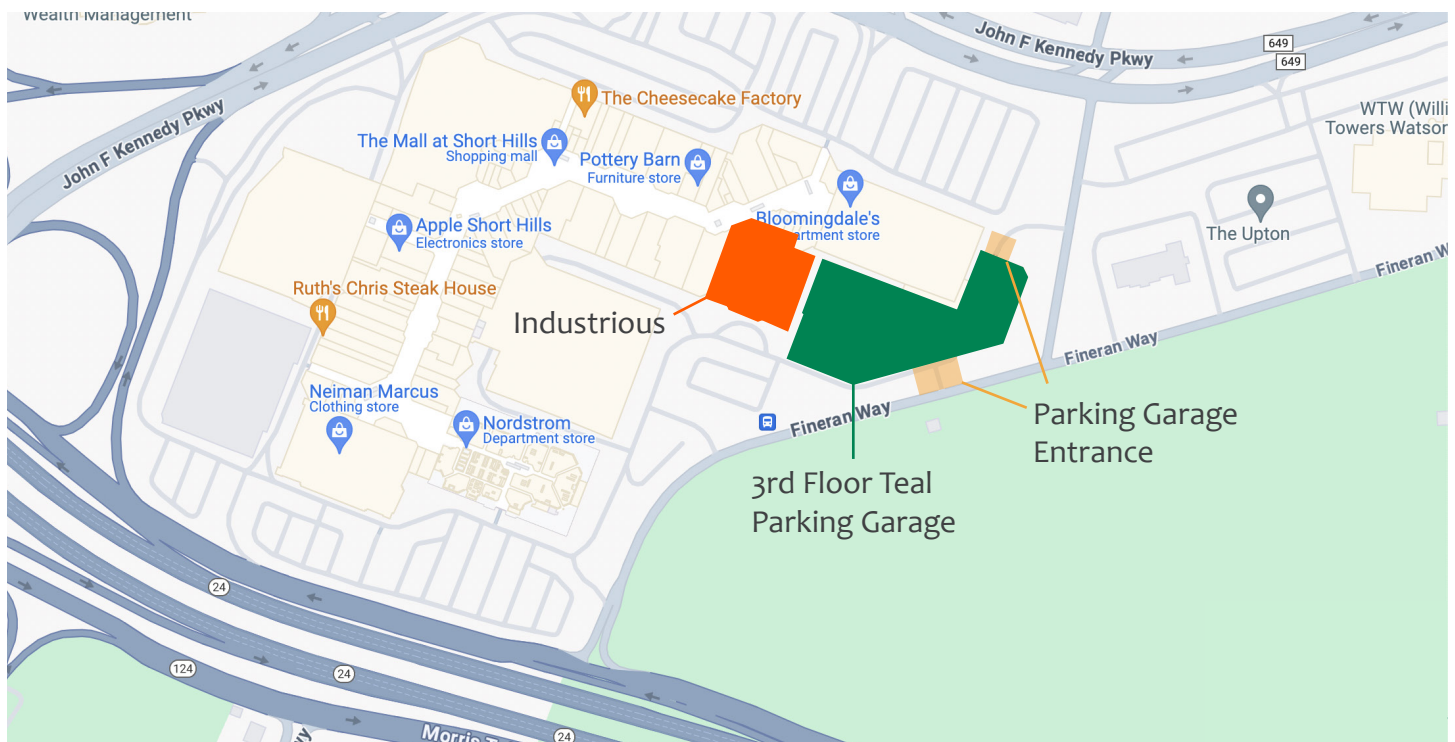 Wealth Management
John F Kennedy Pkwy
649
649
The Cheesecake Factory
WTW (Willi
Towers Watson
John F Kennedy Pkwy
The Mall at Short Hills
Shopping mall
Pottery Barn
Furniture store
Bloomingdale's
artment store
Apple Short Hills
Electronics store
The Upton
Fineran W
Ruth's Chris Steak House
Industrious
Fineran Way
Neiman Marcus
Clothing store
Nordstrom
Department store
Fineran Way
Parking Garage
Entrance
3rd Floor Teal
Parking Garage
24
124
24
24
Morris T